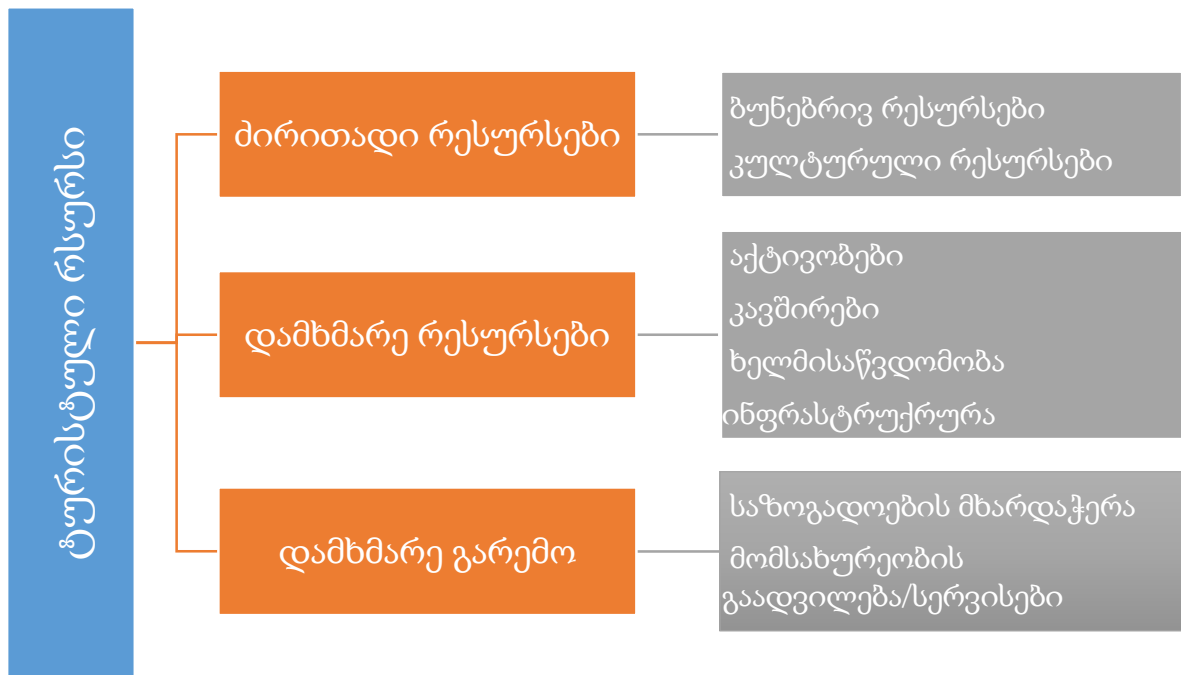 ტურისტული რსურსი
ძირითადი რესურსები
ბუნებრივ რესურსები
კულტურული რესურსები
დამხმარე რესურსები
აქტივობები
კავშირები
ხელმისაწვდომობა
ინფრასტრუქრურა
დამხმარე გარემო
საზოგადოების მხარდაჭერა
მომსახურეობის
გაადვილება/სერვისები